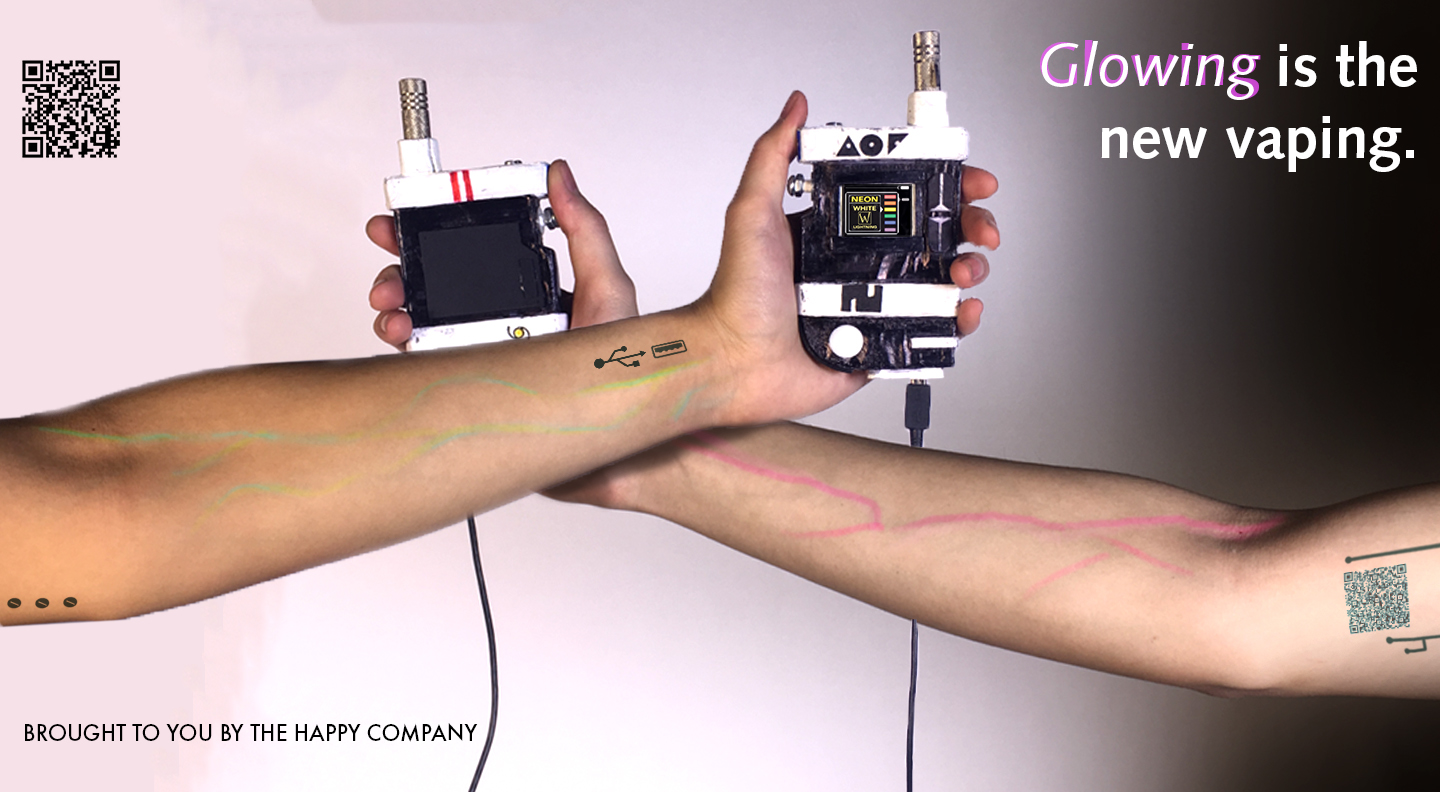 Glowing is the
new vaping.
NEON
WHITE
W
LIGHTNING
BROUGHT TO YOU BY THE HAPPY COMPANY